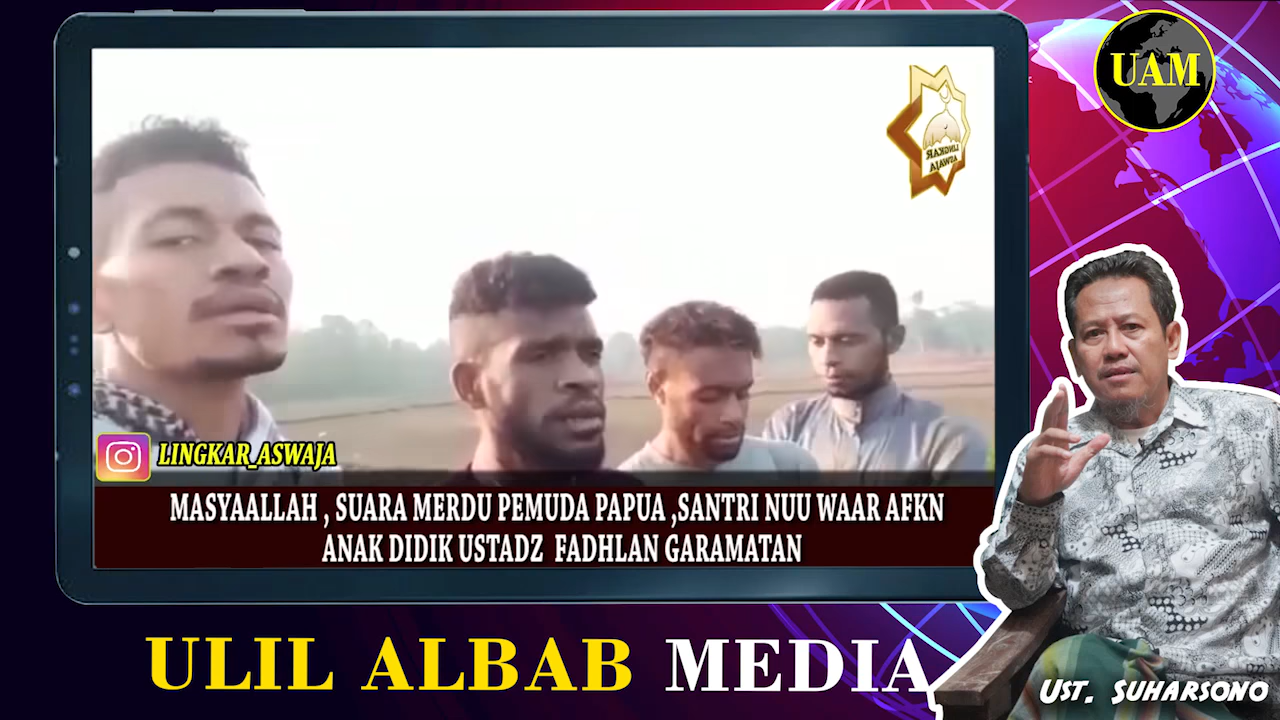 UAM
LINGKAR
ASWAJA
LINGKAR_ASWAJA
MASYAALLAH , SUARA MERDU PEMUDA PAPUA ,SANTRI NUU WAAR AFKN
ANAK DIDIK USTADZ FADHLAN GARAMATAN
ULIL ALBAB MEDIA
UST. SUHARSONO